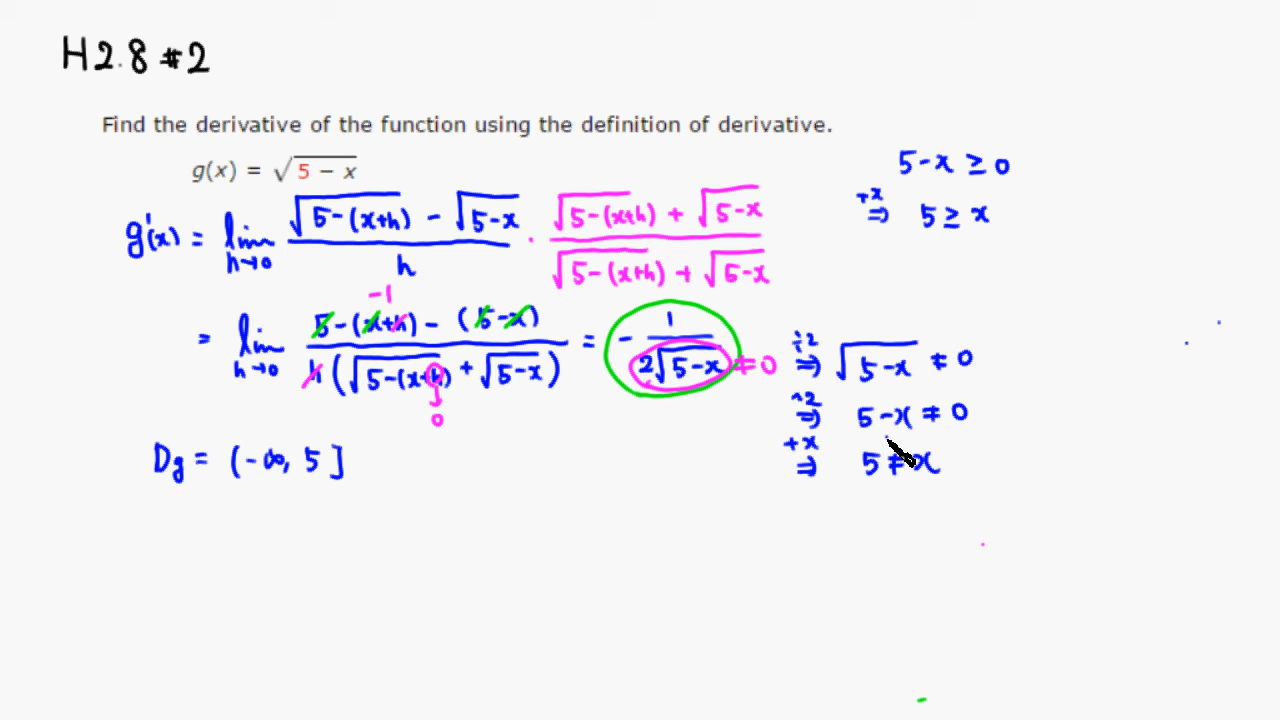 H2.8 #2
Find the derivative of the function using the definition of derivative.
g(x) = √(5 − x)
g'(x) = lim h→0 (√(5-(x+h)) - √(5-x)) / h · (√(5-(x+h)) + √(5-x)) / (√(5-(x+h)) + √(5-x))
5-x ≥ 0
+x ⇒ 5 ≥ x
-1
= lim h→0 (5-(x+h) - (5-x)) / (h(√(5-(x+h)) + √(5-x))) = - 1 / (2√(5-x)) ≠ 0
0
÷2 ⇒ √(5-x) ≠ 0
^2 ⇒ 5-x ≠ 0
+x ⇒ 5 ≠ x
Dg = (-∞, 5]